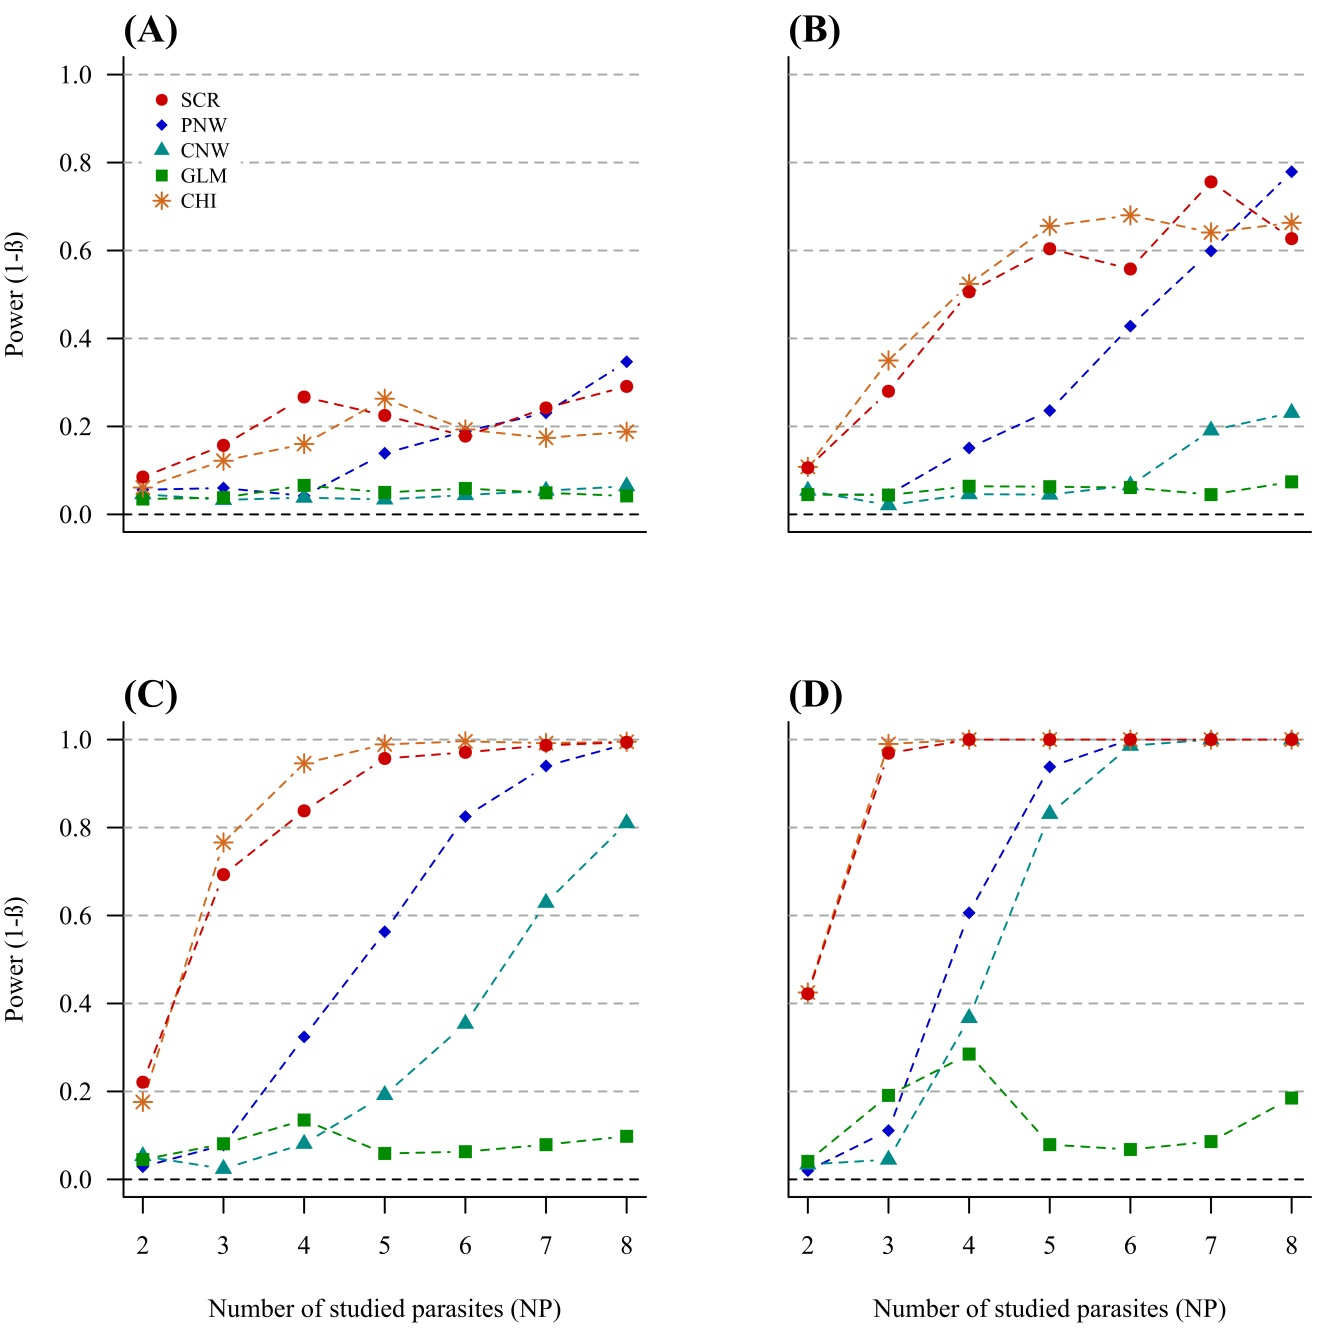 (A)
(B)
1.0
0.8
0.6
0.4
0.2
0.0
Power (1-ß)
SCR
PNW
CNW
GLM
CHI
(C)
(D)
1.0
0.8
0.6
0.4
0.2
0.0
Power (1-ß)
2 3 4 5 6 7 8
2 3 4 5 6 7 8
Number of studied parasites (NP)
Number of studied parasites (NP)